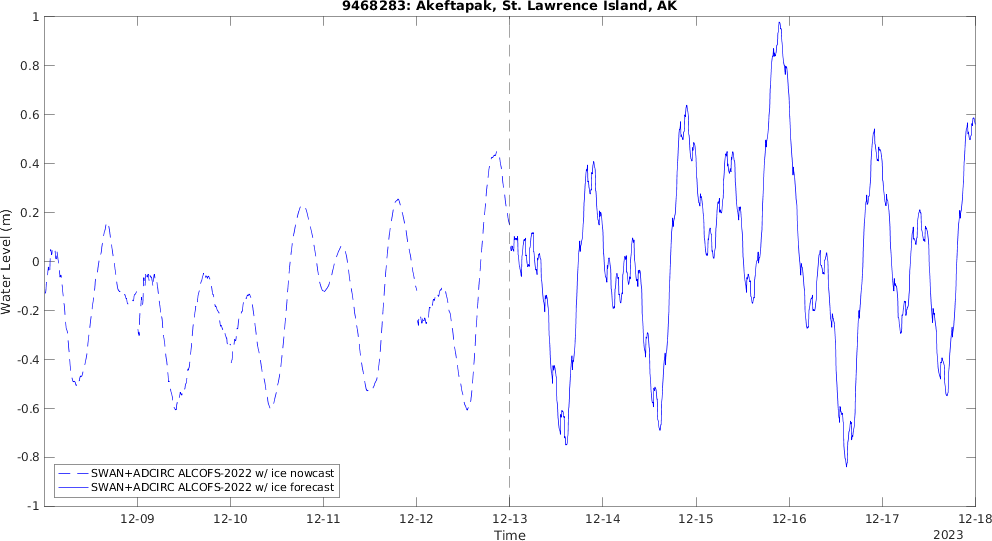 9468283: Akeftapak, St. Lawrence Island, AK
Water Level (m)
1
0.8
0.6
0.4
0.2
0
-0.2
-0.4
-0.6
-0.8
-1
SWAN+ADCIRC ALCOFS-2022 w/ ice nowcast
SWAN+ADCIRC ALCOFS-2022 w/ ice forecast
12-09 12-10 12-11 12-12 12-13 12-14 12-15 12-16 12-17 12-18
Time
2023